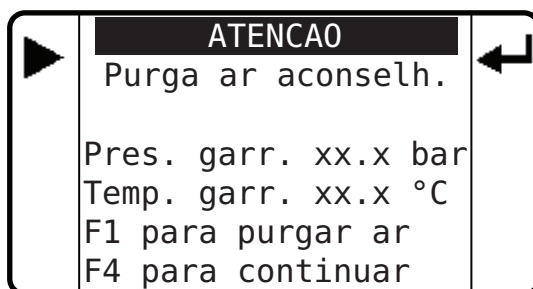 ATENCAO
Purga ar aconselh.
Pres. garr. xx.x bar
Temp. garr. xx.x °C
F1 para purgar ar
F4 para continuar